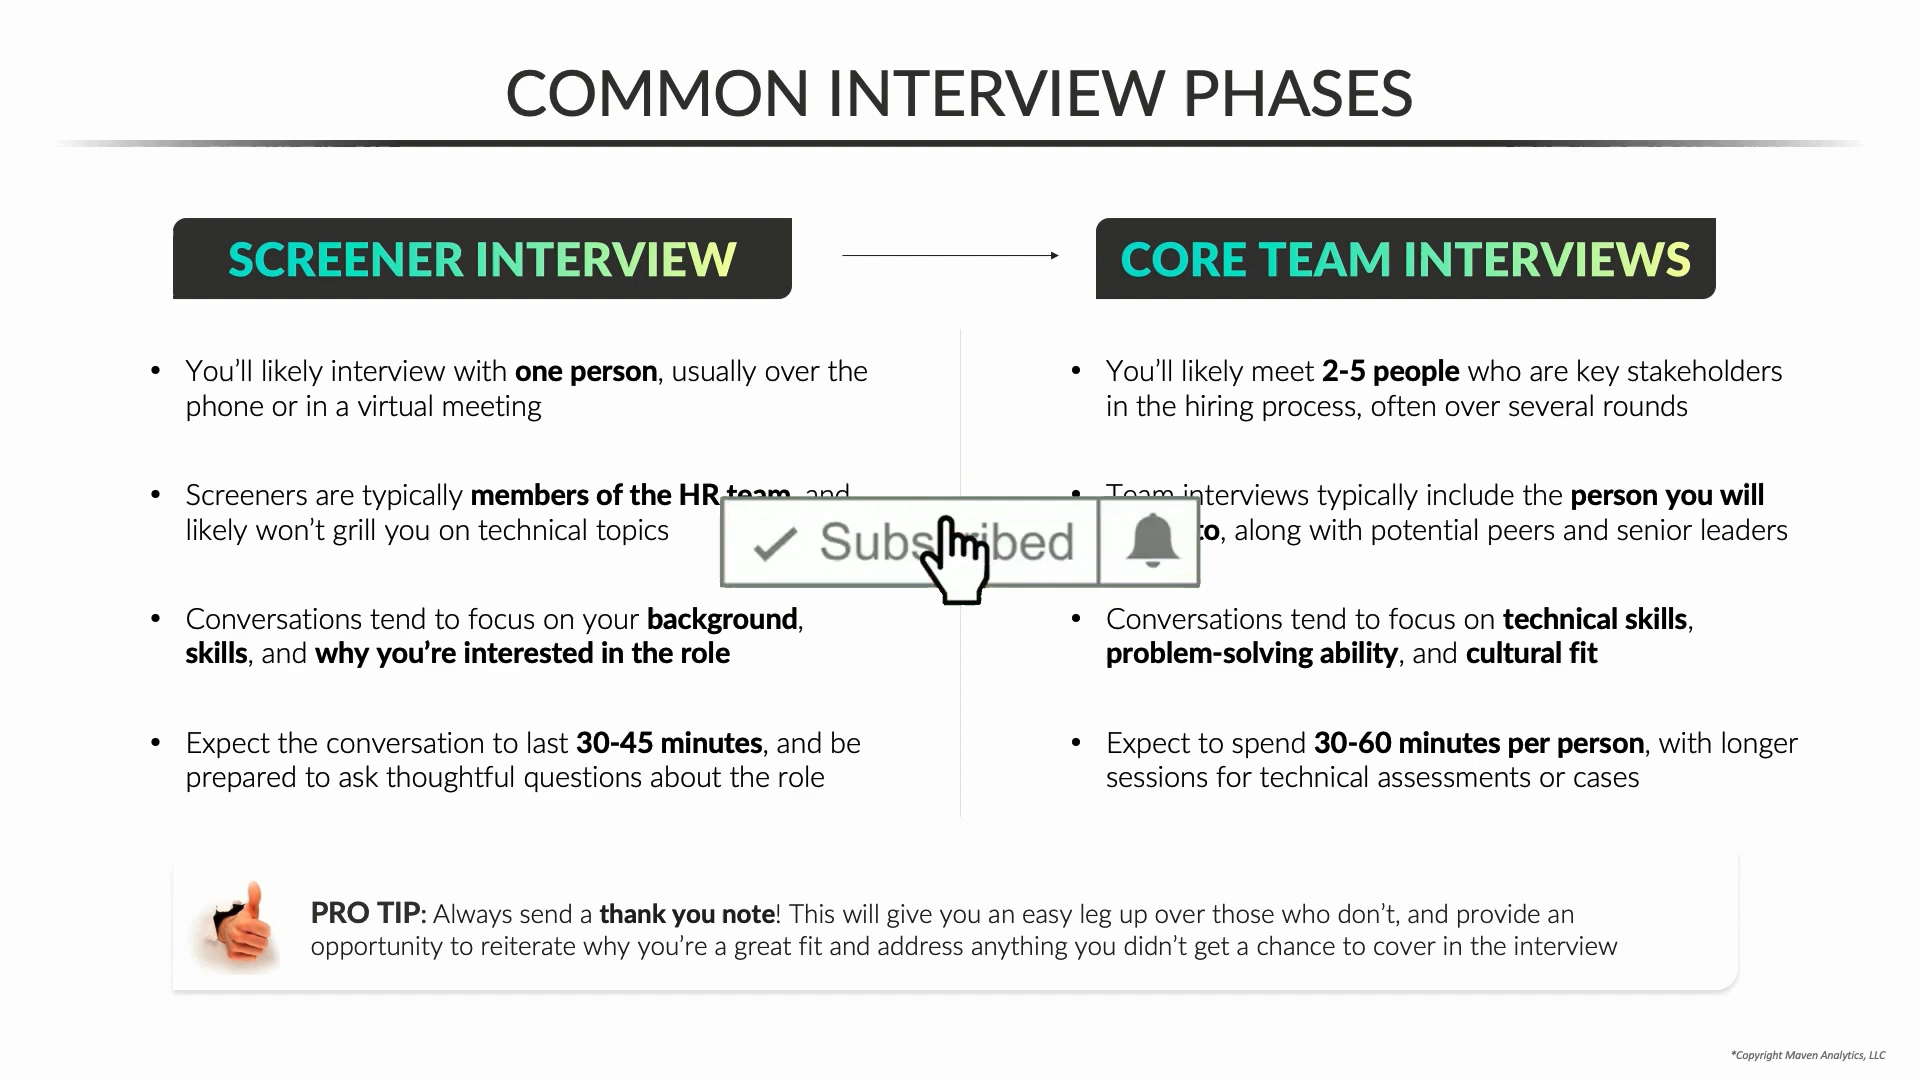 COMMON INTERVIEW PHASES
SCREENER INTERVIEW
• You’ll likely interview with one person, usually over the
phone or in a virtual meeting
• Screeners are typically members of the HR team, and
likely won’t grill you on technical topics
• Conversations tend to focus on your background,
skills, and why you’re interested in the role
• Expect the conversation to last 30-45 minutes, and be
prepared to ask thoughtful questions about the role
CORE TEAM INTERVIEWS
• You’ll likely meet 2-5 people who are key stakeholders
in the hiring process, often over several rounds
• Team interviews typically include the person you will
to, along with potential peers and senior leaders
• Conversations tend to focus on technical skills,
problem-solving ability, and cultural fit
• Expect to spend 30-60 minutes per person, with longer
sessions for technical assessments or cases
Subscribed
PRO TIP: Always send a thank you note! This will give you an easy leg up over those who don’t, and provide an
opportunity to reiterate why you’re a great fit and address anything you didn’t get a chance to cover in the interview
*Copyright Maven Analytics, LLC